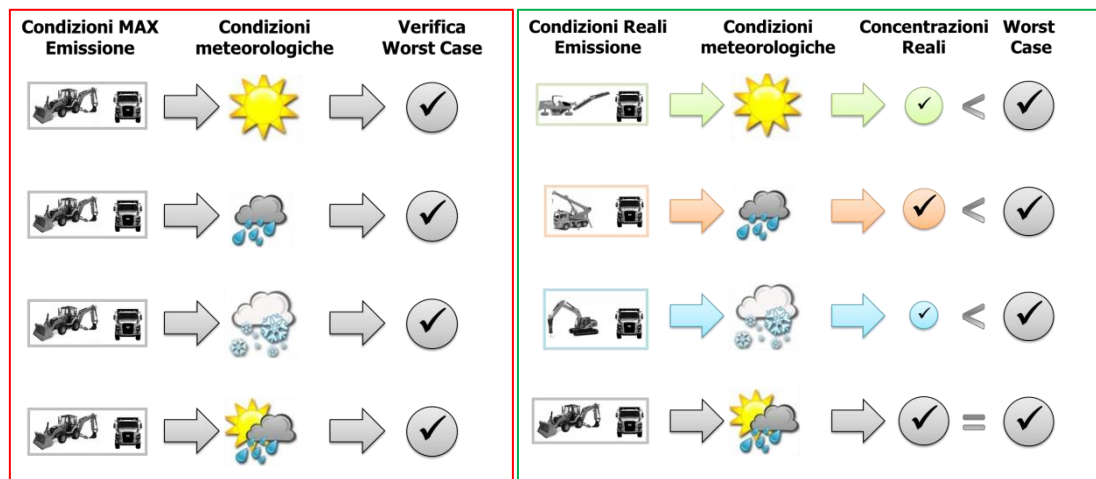 Condizioni MAX
Emissione
Condizioni
meteorologiche
Verifica
Worst Case
Condizioni Reali
Emissione
Condizioni
meteorologiche
Concentrazioni
Reali
Worst
Case
<
<
<
=